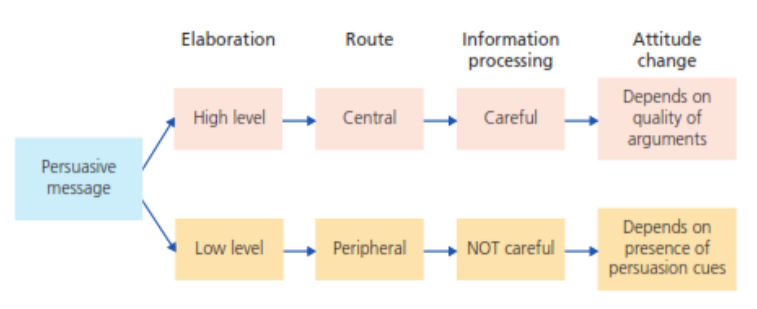 Elaboration
Route
Information
processing
Attitude
change
High level
Central
Careful
Depends on
quality of
arguments
Persuasive
message
Low level
Peripheral
NOT careful
Depends on
presence of
persuasion cues